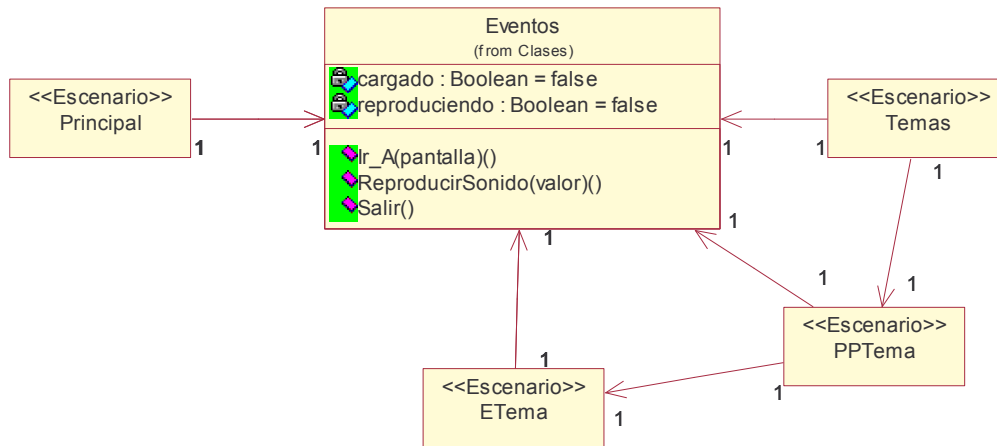 Eventos
(from Clases)
cargado : Boolean = false
reproduciendo : Boolean = false
Ir_A(pantalla)()
ReproducirSonido(valor)()
Salir()
<<Escenario>>
Principal
1
1
<<Escenario>>
Temas
1
1
1
1
1
1
1
<<Escenario>>
PPTema
1
1
1
<<Escenario>>
ETema